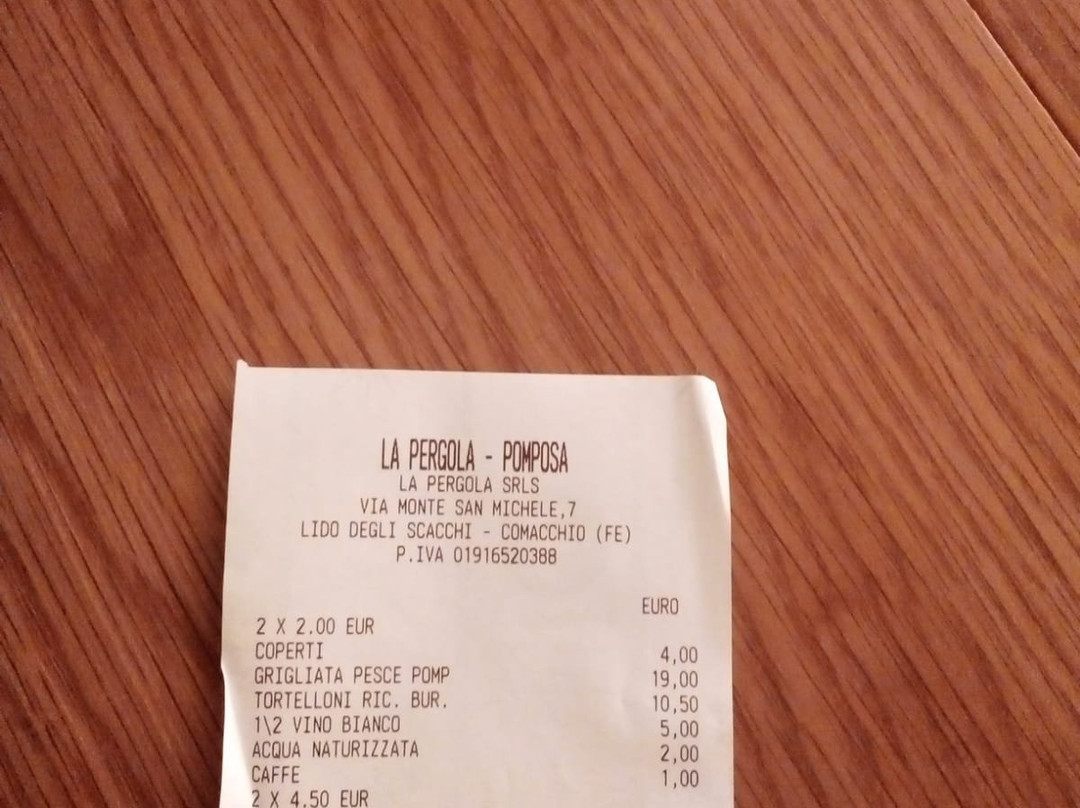 LA PERGOLA - POMPOSA
LA PERGOLA SRLS
VIA MONTE SAN MICHELE,7
LIDO DEGLI SCACCHI - COMACCHIO (FE)
P.IVA 01916520388
EURO
2 X 2.00 EUR
COPERTI 4,00
GRIGLIATA PESCE POMP 19,00
TORTELLONI RIC. BUR. 10,50
1\2 VINO BIANCO 5,00
ACQUA NATURIZZATA 2,00
CAFFE 1,00
2 X 4.50 EUR